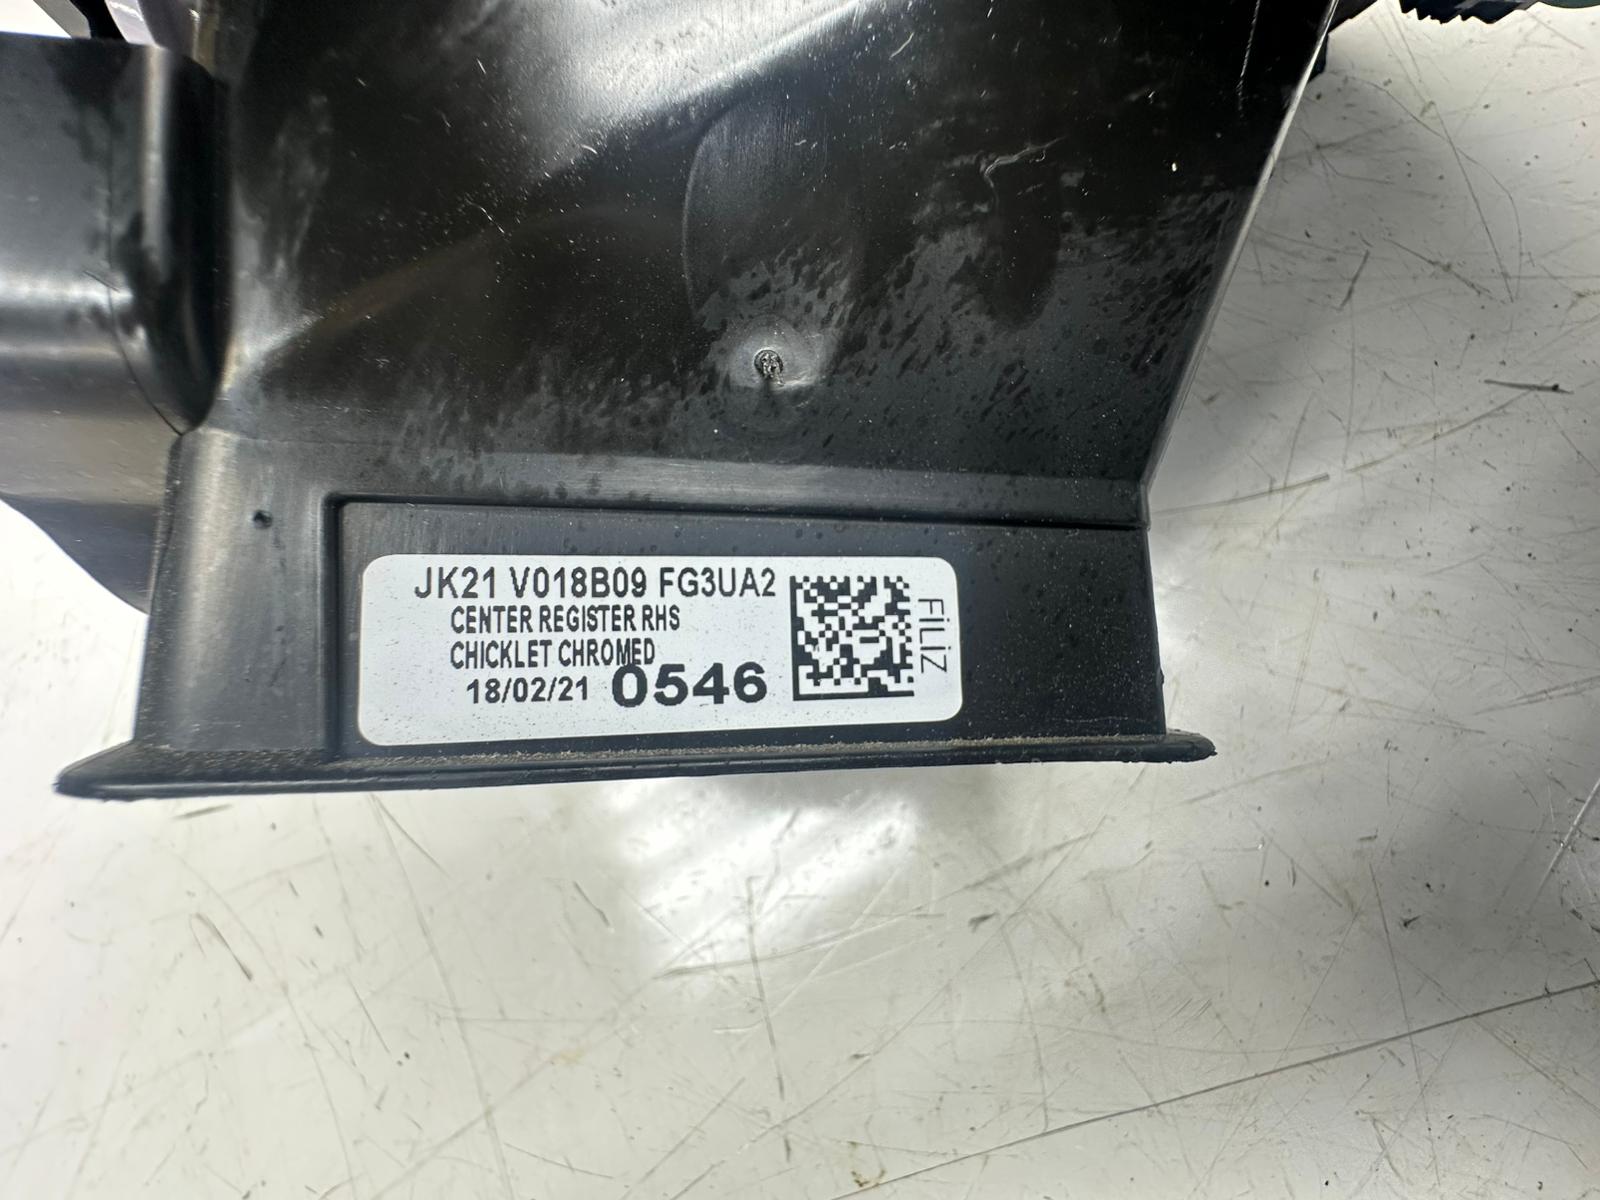 JK21 V018B09 FG3UA2
CENTER REGISTER RHS
CHICKLET CHROMED
18/02/21 0546
FİLİZ